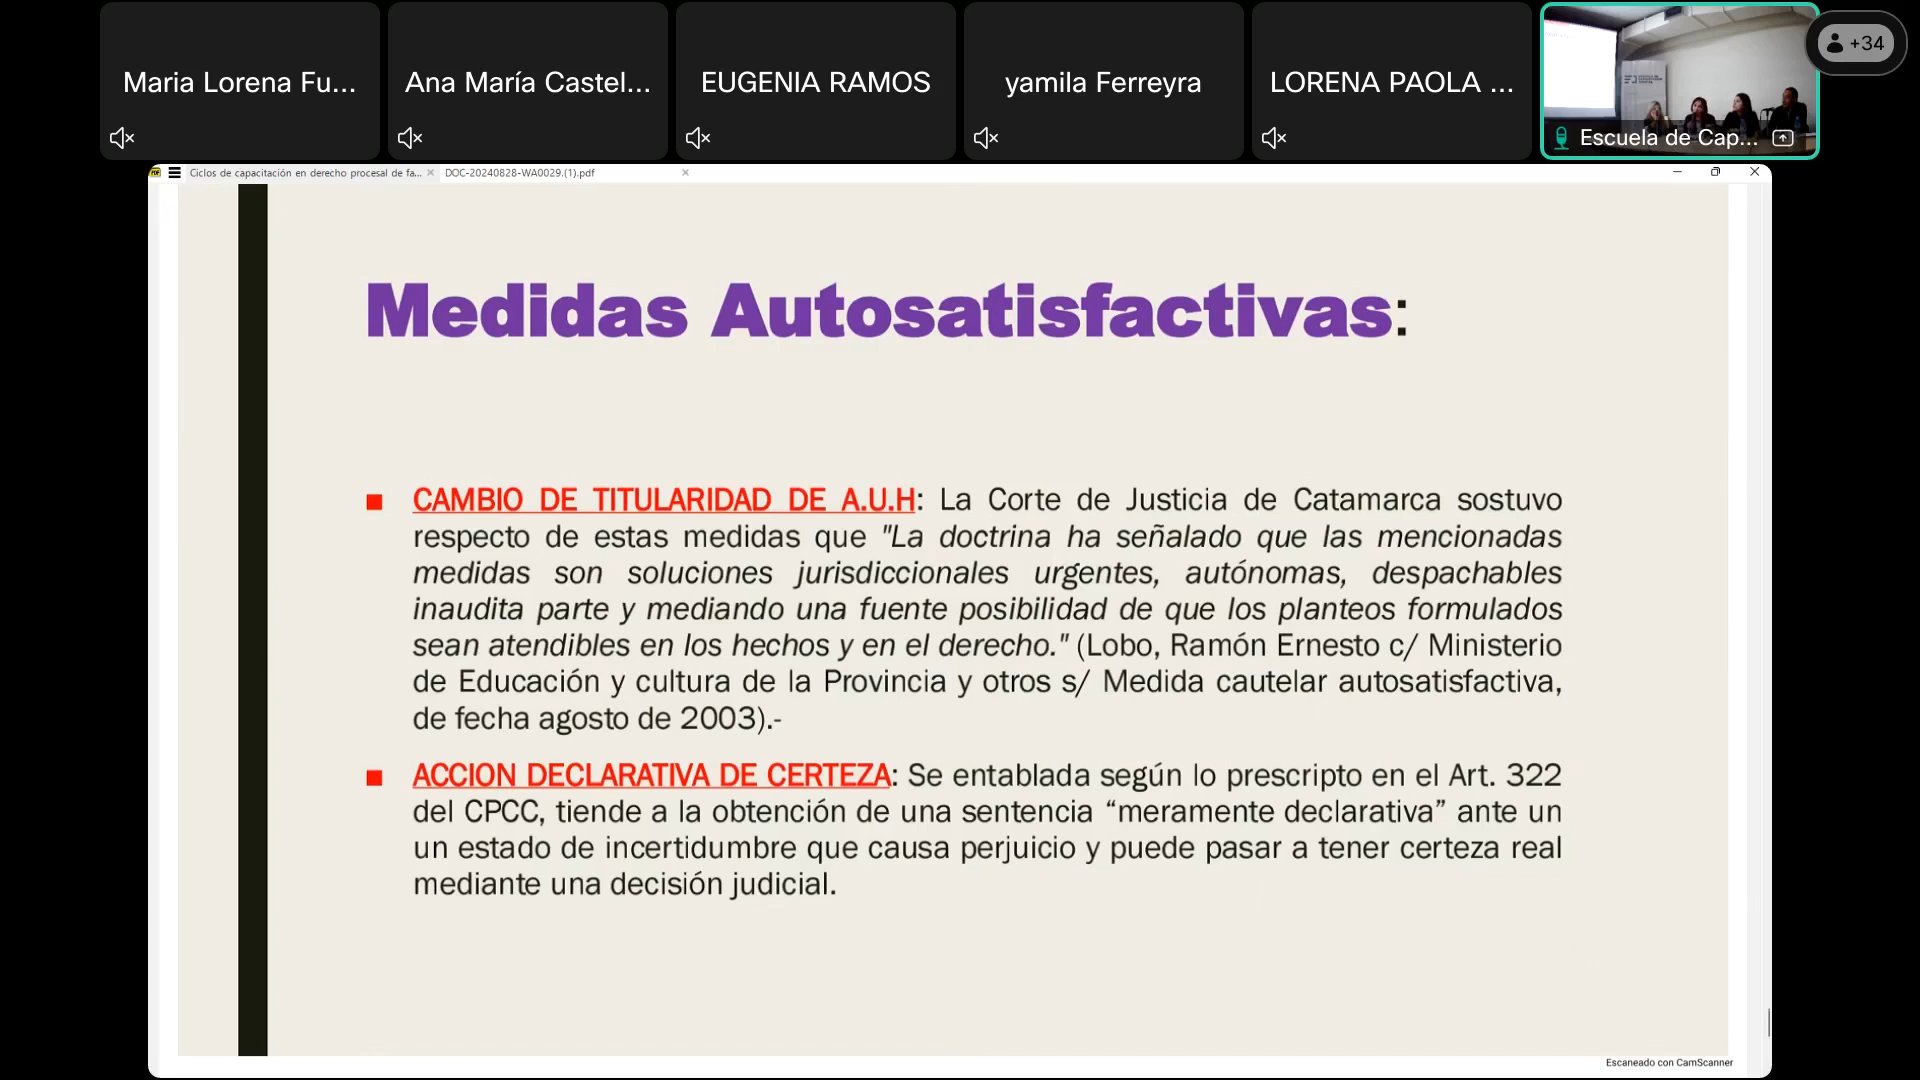 Maria Lorena Fu...
Ana María Castel...
EUGENIA RAMOS
yamila Ferreyra
LORENA PAOLA ...
+34
Escuela de Cap...
Ciclos de capacitación en derecho procesal de fa...
DOC-20240828-WA0029.(1).pdf
Medidas Autosatisfactivas:
CAMBIO DE TITULARIDAD DE A.U.H: La Corte de Justicia de Catamarca sostuvo
respecto de estas medidas que "La doctrina ha señalado que las mencionadas
medidas son soluciones jurisdiccionales urgentes, autónomas, despachables
inaudita parte y mediando una fuente posibilidad de que los planteos formulados
sean atendibles en los hechos y en el derecho." (Lobo, Ramón Ernesto c/ Ministerio
de Educación y cultura de la Provincia y otros s/ Medida cautelar autosatisfactiva,
de fecha agosto de 2003).-
ACCION DECLARATIVA DE CERTEZA: Se entablada según lo prescripto en el Art. 322
del CPCC, tiende a la obtención de una sentencia “meramente declarativa” ante un
un estado de incertidumbre que causa perjuicio y puede pasar a tener certeza real
mediante una decisión judicial.
Escaneado con CamScanner